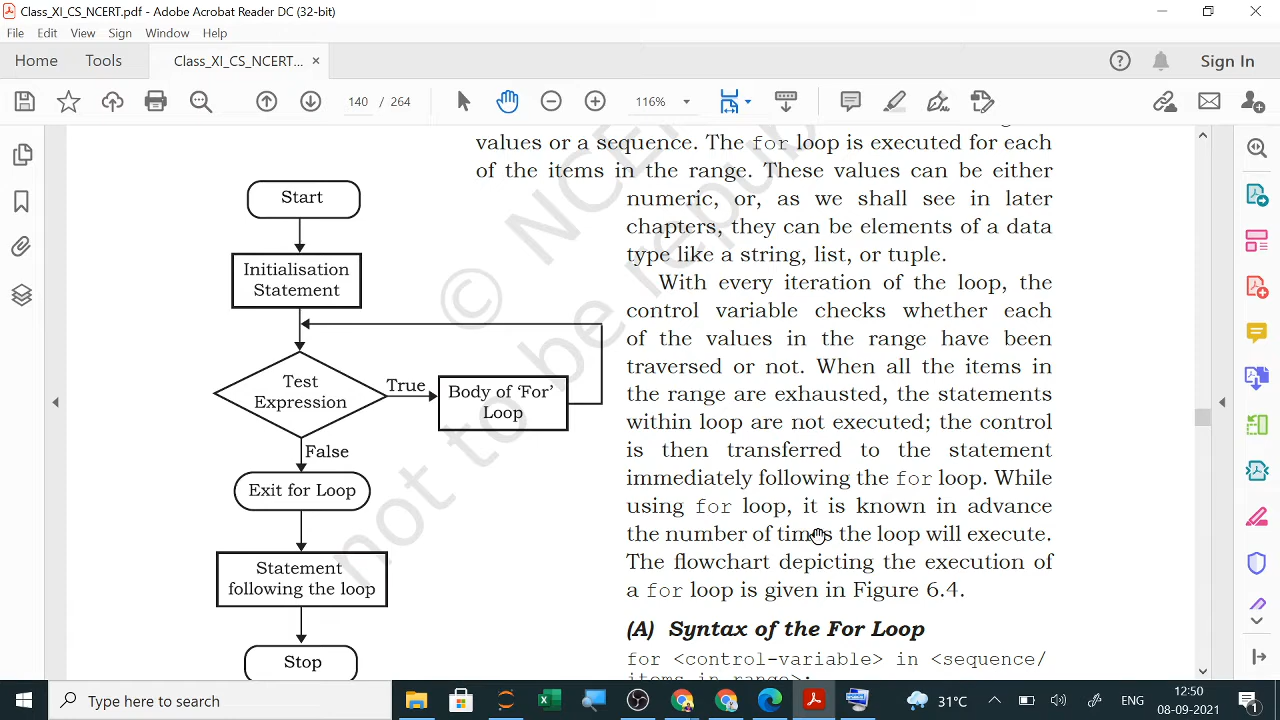 Class_XI_CS_NCERT.pdf - Adobe Acrobat Reader DC (32-bit)
File Edit View Sign Window Help
Home Tools Class_XI_CS_NCERT... × Sign In
140 / 264 116%
values or a sequence. The for loop is executed for each
of the items in the range. These values can be either
numeric, or, as we shall see in later
chapters, they can be elements of a data
type like a string, list, or tuple.
With every iteration of the loop, the
control variable checks whether each
of the values in the range have been
traversed or not. When all the items in
the range are exhausted, the statements
within loop are not executed; the control
is then transferred to the statement
immediately following the for loop. While
using for loop, it is known in advance
the number of times the loop will execute.
The flowchart depicting the execution of
a for loop is given in Figure 6.4.
(A) Syntax of the For Loop
for <control-variable> in <sequence/
items in range>:
Start
Initialisation
Statement
Test
Expression
True
Body of ‘For’
Loop
False
Exit for Loop
Statement
following the loop
Stop
© NCE
not to be republ
Type here to search
31°C
ENG
12:50
08-09-2021
1